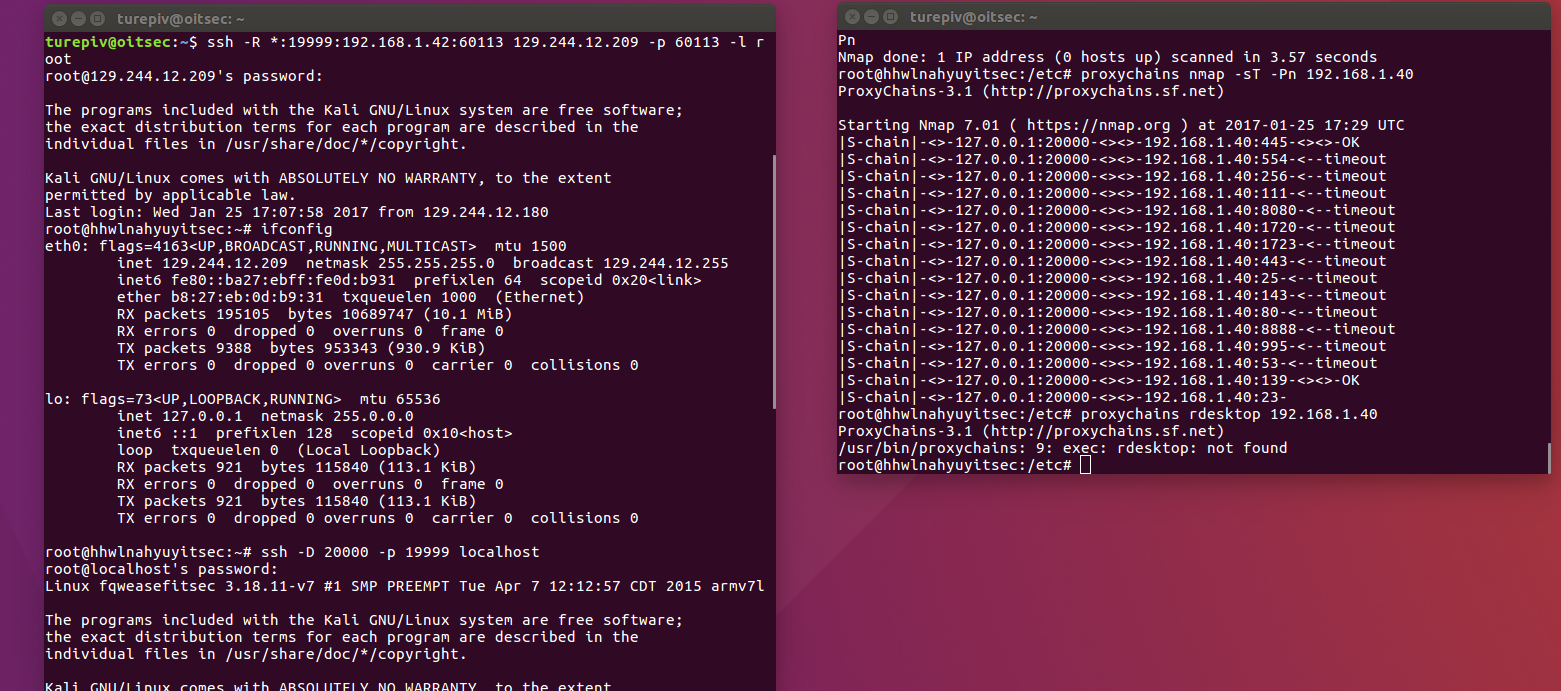 turepiv@oitsec: ~
turepiv@oitsec:~$ ssh -R *:19999:192.168.1.42:60113 129.244.12.209 -p 60113 -l r
oot
root@129.244.12.209's password:
The programs included with the Kali GNU/Linux system are free software;
the exact distribution terms for each program are described in the
individual files in /usr/share/doc/*/copyright.
Kali GNU/Linux comes with ABSOLUTELY NO WARRANTY, to the extent
permitted by applicable law.
Last login: Wed Jan 25 17:07:58 2017 from 129.244.12.180
root@hhwlnahyuyitsec:~# ifconfig
eth0: flags=4163<UP,BROADCAST,RUNNING,MULTICAST>  mtu 1500
        inet 129.244.12.209  netmask 255.255.255.0  broadcast 129.244.12.255
        inet6 fe80::ba27:ebff:fe0d:b931  prefixlen 64  scopeid 0x20<link>
        ether b8:27:eb:0d:b9:31  txqueuelen 1000  (Ethernet)
        RX packets 195105  bytes 10689747 (10.1 MiB)
        RX errors 0  dropped 0  overruns 0  frame 0
        TX packets 9388  bytes 953343 (930.9 KiB)
        TX errors 0  dropped 0 overruns 0  carrier 0  collisions 0
lo: flags=73<UP,LOOPBACK,RUNNING>  mtu 65536
        inet 127.0.0.1  netmask 255.0.0.0
        inet6 ::1  prefixlen 128  scopeid 0x10<host>
        loop  txqueuelen 0  (Local Loopback)
        RX packets 921  bytes 115840 (113.1 KiB)
        RX errors 0  dropped 0  overruns 0  frame 0
        TX packets 921  bytes 115840 (113.1 KiB)
        TX errors 0  dropped 0 overruns 0  carrier 0  collisions 0
root@hhwlnahyuyitsec:~# ssh -D 20000 -p 19999 localhost
root@localhost's password:
Linux fqweasefitsec 3.18.11-v7 #1 SMP PREEMPT Tue Apr 7 12:12:57 CDT 2015 armv7l
The programs included with the Kali GNU/Linux system are free software;
the exact distribution terms for each program are described in the
individual files in /usr/share/doc/*/copyright.
Kali GNU/Linux comes with ABSOLUTELY NO WARRANTY, to the extent
turepiv@oitsec: ~
Pn
Nmap done: 1 IP address (0 hosts up) scanned in 3.57 seconds
root@hhwlnahyuyitsec:/etc# proxychains nmap -sT -Pn 192.168.1.40
ProxyChains-3.1 (http://proxychains.sf.net)
Starting Nmap 7.01 ( https://nmap.org ) at 2017-01-25 17:29 UTC
|S-chain|-<>-127.0.0.1:20000-<><>-192.168.1.40:445-<><>-OK
|S-chain|-<>-127.0.0.1:20000-<><>-192.168.1.40:554-<--timeout
|S-chain|-<>-127.0.0.1:20000-<><>-192.168.1.40:256-<--timeout
|S-chain|-<>-127.0.0.1:20000-<><>-192.168.1.40:111-<--timeout
|S-chain|-<>-127.0.0.1:20000-<><>-192.168.1.40:8080-<--timeout
|S-chain|-<>-127.0.0.1:20000-<><>-192.168.1.40:1720-<--timeout
|S-chain|-<>-127.0.0.1:20000-<><>-192.168.1.40:1723-<--timeout
|S-chain|-<>-127.0.0.1:20000-<><>-192.168.1.40:443-<--timeout
|S-chain|-<>-127.0.0.1:20000-<><>-192.168.1.40:25-<--timeout
|S-chain|-<>-127.0.0.1:20000-<><>-192.168.1.40:143-<--timeout
|S-chain|-<>-127.0.0.1:20000-<><>-192.168.1.40:80-<--timeout
|S-chain|-<>-127.0.0.1:20000-<><>-192.168.1.40:8888-<--timeout
|S-chain|-<>-127.0.0.1:20000-<><>-192.168.1.40:995-<--timeout
|S-chain|-<>-127.0.0.1:20000-<><>-192.168.1.40:53-<--timeout
|S-chain|-<>-127.0.0.1:20000-<><>-192.168.1.40:139-<><>-OK
|S-chain|-<>-127.0.0.1:20000-<><>-192.168.1.40:23-
root@hhwlnahyuyitsec:/etc# proxychains rdesktop 192.168.1.40
ProxyChains-3.1 (http://proxychains.sf.net)
/usr/bin/proxychains: 9: exec: rdesktop: not found
root@hhwlnahyuyitsec:/etc#